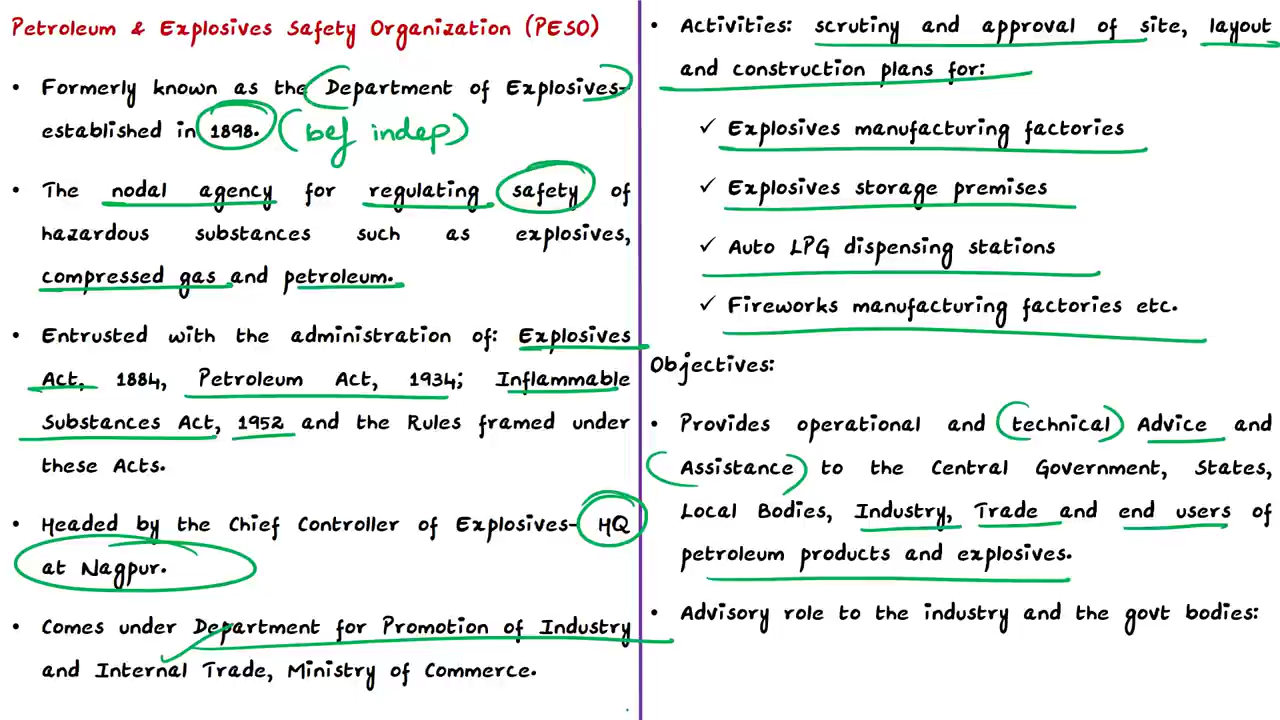 Petroleum & Explosives Safety Organization (PESO)
• Formerly known as the Department of Explosives-
established in 1898. (bef indep)
• The nodal agency for regulating safety of
hazardous substances such as explosives,
compressed gas and petroleum.
• Entrusted with the administration of: Explosives
Act, 1884, Petroleum Act, 1934; Inflammable
Substances Act, 1952 and the Rules framed under
these Acts.
• Headed by the Chief Controller of Explosives- HQ
at Nagpur.
• Comes under Department for Promotion of Industry
and Internal Trade, Ministry of Commerce.
• Activities: scrutiny and approval of site, layout
and construction plans for:
✓ Explosives manufacturing factories
✓ Explosives storage premises
✓ Auto LPG dispensing stations
✓ Fireworks manufacturing factories etc.
Objectives:
• Provides operational and technical Advice and
Assistance to the Central Government, States,
Local Bodies, Industry, Trade and end users of
petroleum products and explosives.
• Advisory role to the industry and the govt bodies: